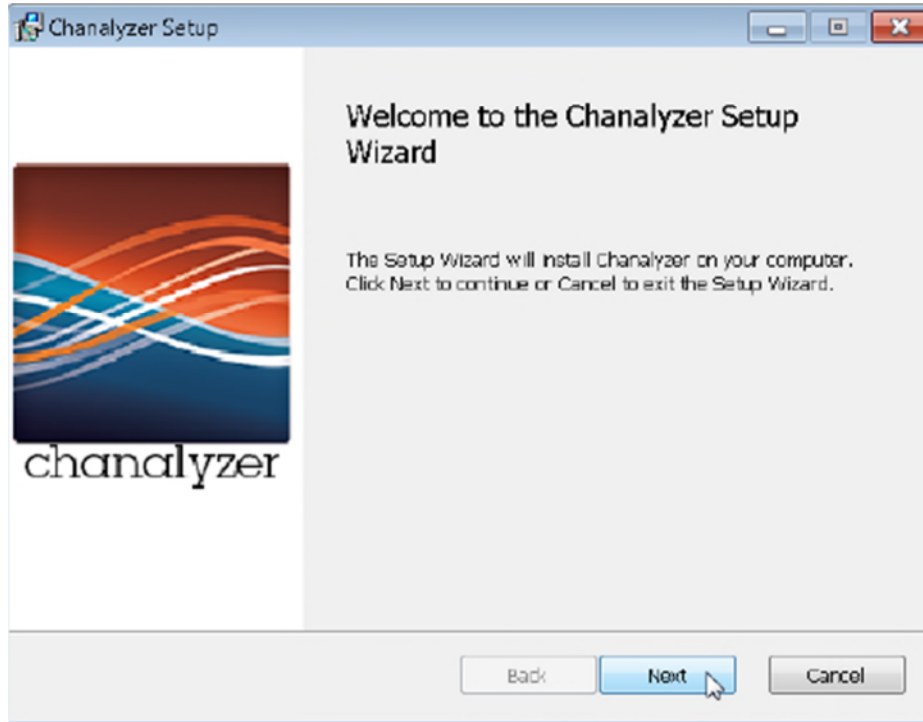 Chanalyzer Setup
Welcome to the Chanalyzer Setup
Wizard
The Setup Wizard will install Chanalyzer on your computer.
Click Next to continue or Cancel to exit the Setup Wizard.
chanalyzer
Back
Next
Cancel